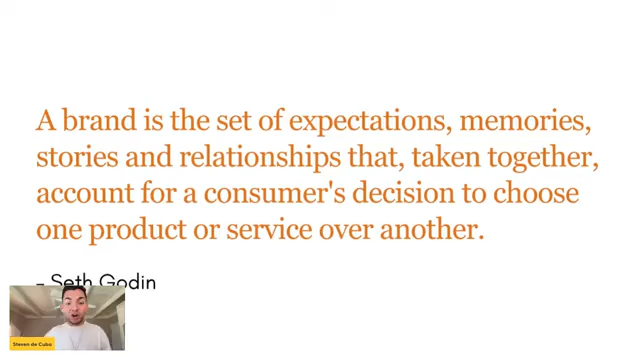 A brand is the set of expectations, memories,
stories and relationships that, taken together,
account for a consumer's decision to choose
one product or service over another.
- Seth Godin
Steven de Cuba